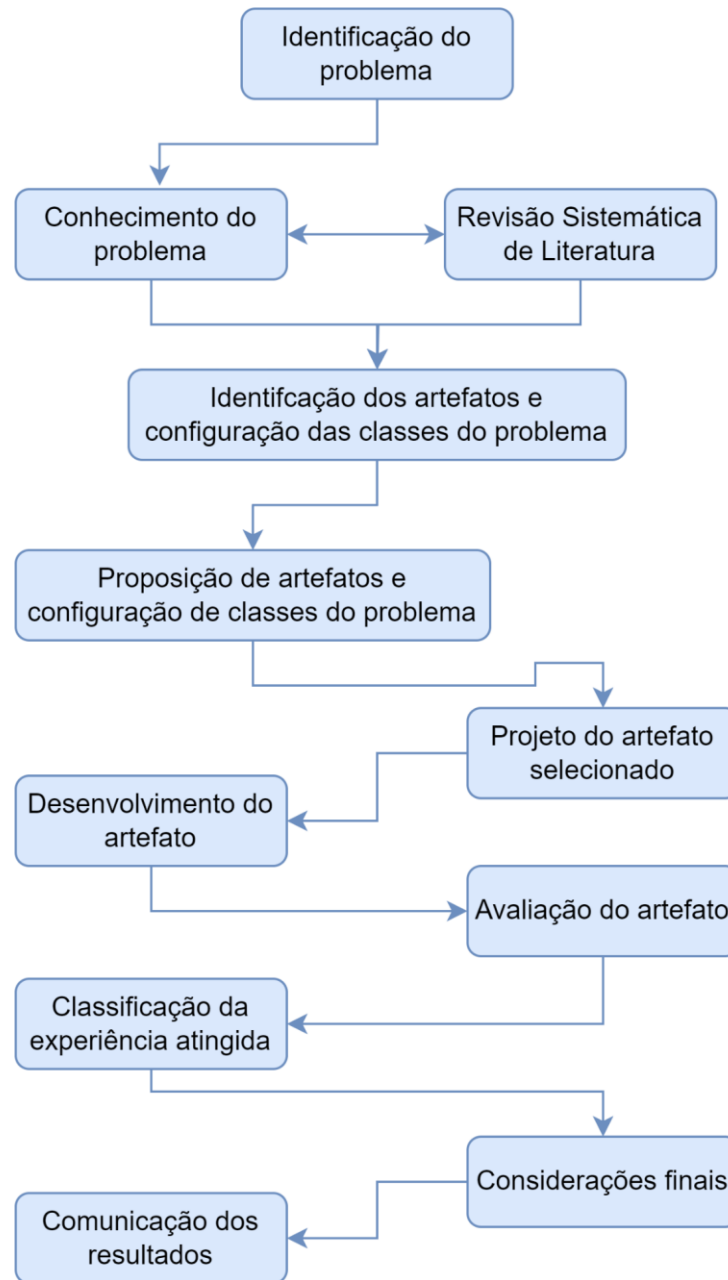 Identificação do
problema
Conhecimento do
problema
Revisão Sistemática
de Literatura
Identifcação dos artefatos e
configuração das classes do problema
Proposição de artefatos e
configuração de classes do problema
Projeto do artefato
selecionado
Desenvolvimento do
artefato
Avaliação do artefato
Classificação da
experiência atingida
Considerações finais
Comunicação dos
resultados